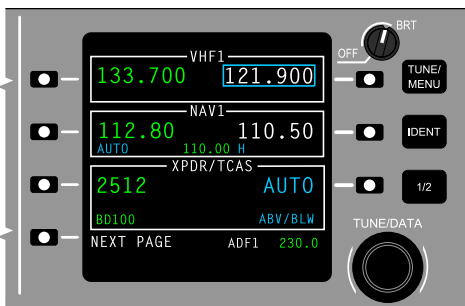 BRT
OFF
VHF1
133.700 121.900
TUNE/
MENU
NAV1
112.80 110.50
AUTO 110.00 H
IDENT
XPDR/TCAS
2512 AUTO
1/2
BD100 ABV/BLW
TUNE/DATA
NEXT PAGE ADF1 230.0